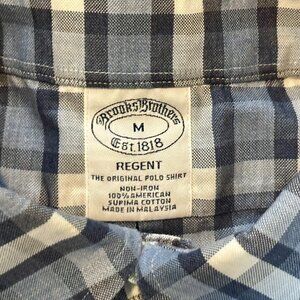 Brooks Brothers
M
Est. 1818
REGENT
THE ORIGINAL POLO SHIRT
NON-IRON
100% AMERICAN
SUPIMA COTTON
MADE IN MALAYSIA